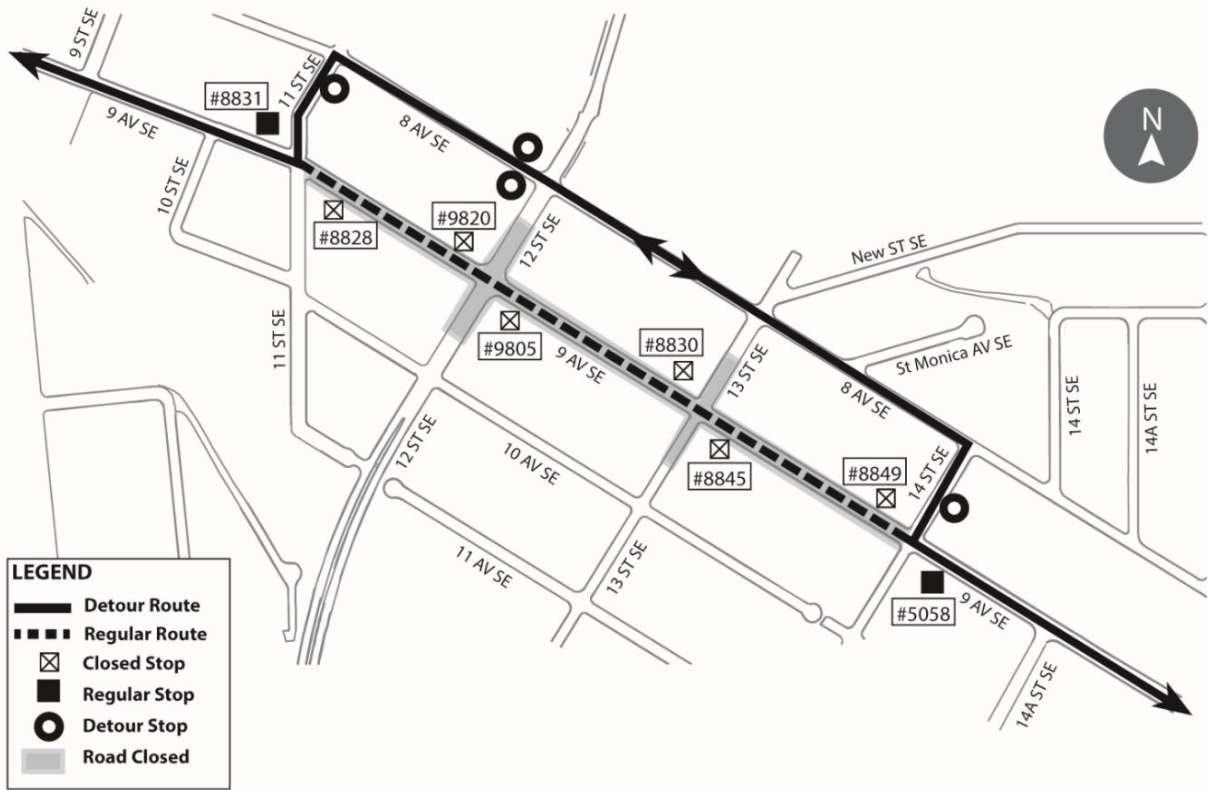 9 ST SE
11 ST SE
#8831
9 AV SE
8 AV SE
N
10 ST SE
#8828
#9820
12 ST SE
New ST SE
11 ST SE
#9805
9 AV SE
#8830
13 ST SE
St Monica AV SE
8 AV SE
14 ST SE
14A ST SE
12 ST SE
10 AV SE
#8845
#8849
14 ST SE
11 AV SE
13 ST SE
#5058
9 AV SE
14A ST SE
LEGEND
Detour Route
Regular Route
Closed Stop
Regular Stop
Detour Stop
Road Closed